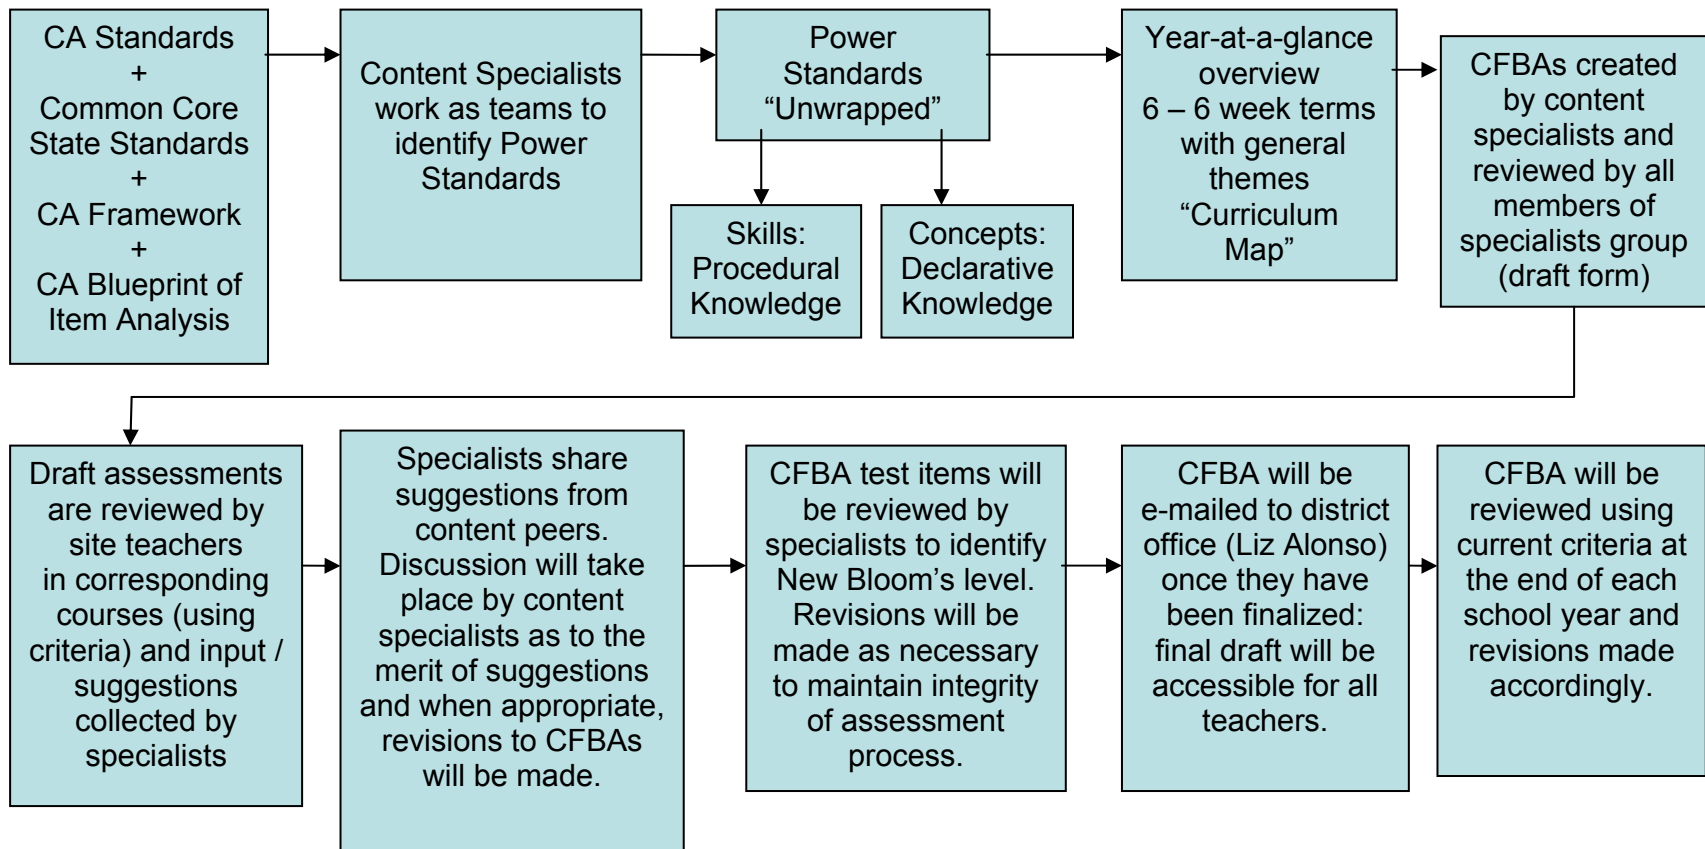 CA Standards
+
Common Core
State Standards
+
CA Framework
+
CA Blueprint of
Item Analysis
Content Specialists
work as teams to
identify Power
Standards
Power
Standards
“Unwrapped”
Skills:
Procedural
Knowledge
Concepts:
Declarative
Knowledge
Year-at-a-glance
overview
6 – 6 week terms
with general
themes
“Curriculum
Map”
CFBAs created
by content
specialists and
reviewed by all
members of
specialists group
(draft form)
Draft assessments
are reviewed by
site teachers
in corresponding
courses (using
criteria) and input /
suggestions
collected by
specialists
Specialists share
suggestions from
content peers.
Discussion will take
place by content
specialists as to the
merit of suggestions
and when appropriate,
revisions to CFBAs
will be made.
CFBA test items will
be reviewed by
specialists to identify
New Bloom’s level.
Revisions will be
made as necessary
to maintain integrity
of assessment
process.
CFBA will be
e-mailed to district
office (Liz Alonso)
once they have
been finalized:
final draft will be
accessible for all
teachers.
CFBA will be
reviewed using
current criteria at
the end of each
school year and
revisions made
accordingly.